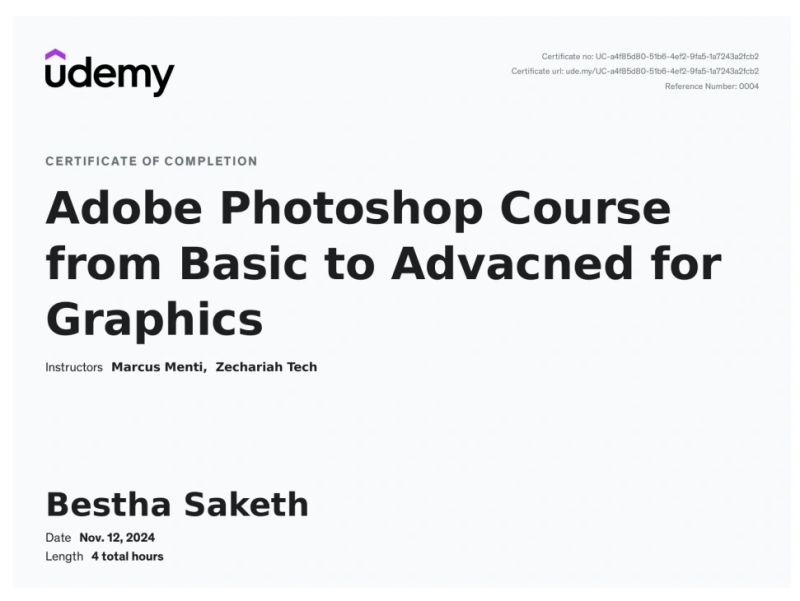 udemy
Certificate no: UC-a4f85d80-51b6-4ef2-9fa5-1a7243a2fcb2
Certificate url: ude.my/UC-a4f85d80-51b6-4ef2-9fa5-1a7243a2fcb2
Reference Number: 0004
CERTIFICATE OF COMPLETION
Adobe Photoshop Course
from Basic to Advacned for
Graphics
Instructors Marcus Menti, Zechariah Tech
Bestha Saketh
Date Nov. 12, 2024
Length 4 total hours